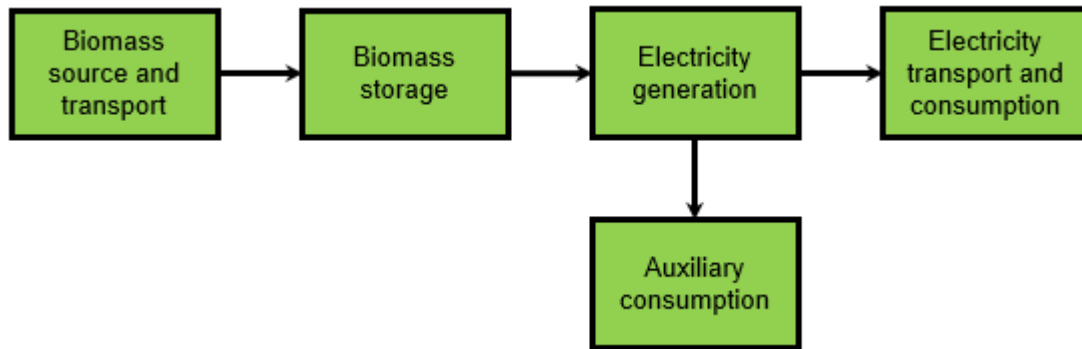 Biomass
source and
transport
Biomass
storage
Electricity
generation
Electricity
transport and
consumption
Auxiliary
consumption